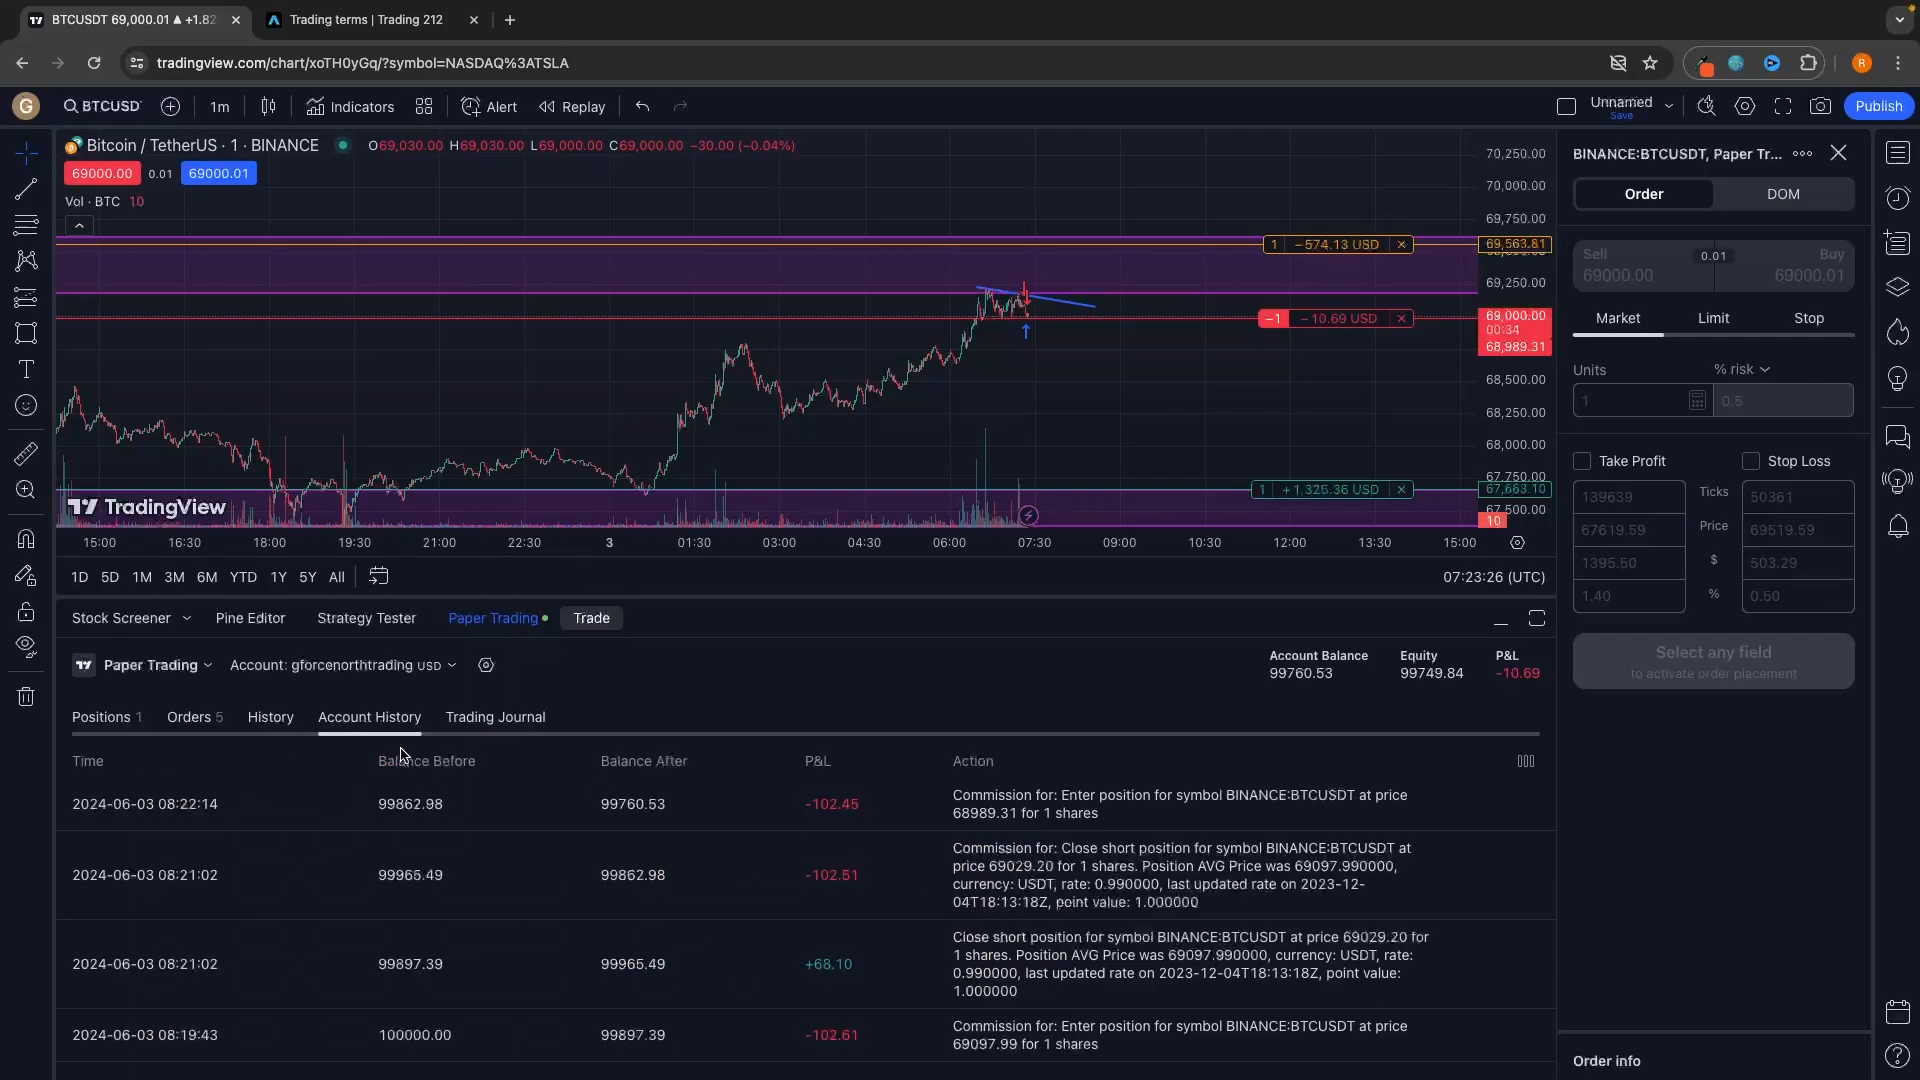 BTCUSDT 69,000.01 ▲ +1.82
Trading terms | Trading 212
tradingview.com/chart/xoTH0yGq/?symbol=NASDAQ%3ATSLA
R
G
BTCUSD
1m
Indicators
Alert
Replay
Unnamed
Save
Publish
Bitcoin / TetherUS · 1 · BINANCE
O69,030.00 H69,030.00 L69,000.00 C69,000.00 −30.00 (−0.04%)
69000.00 0.01 69000.01
Vol · BTC 10
70,250.00
70,000.00
69,750.00
1 −574.13 USD
69,563.81
69,250.00
−1 −10.69 USD
69,000.00
00:34
68,989.31
68,500.00
68,250.00
68,000.00
67,750.00
1 +1,325.36 USD
67,663.10
67,500.00
10
TradingView
15:00 16:30 18:00 19:30 21:00 22:30 3 01:30 03:00 04:30 06:00 07:30 09:00 10:30 12:00 13:30 15:00
1D 5D 1M 3M 6M YTD 1Y 5Y All
07:23:26 (UTC)
Stock Screener Pine Editor Strategy Tester Paper Trading Trade
Paper Trading Account: gforcenorthtrading USD
Account Balance Equity P&L
99760.53 99749.84 -10.69
Positions 1 Orders 5 History Account History Trading Journal
Time Balance Before Balance After P&L Action
2024-06-03 08:22:14 99862.98 99760.53 -102.45
Commission for: Enter position for symbol BINANCE:BTCUSDT at price
68989.31 for 1 shares
2024-06-03 08:21:02 99965.49 99862.98 -102.51
Commission for: Close short position for symbol BINANCE:BTCUSDT at
price 69029.20 for 1 shares. Position AVG Price was 69097.990000,
currency: USDT, rate: 0.990000, last updated rate on 2023-12-
04T18:13:18Z, point value: 1.000000
2024-06-03 08:21:02 99897.39 99965.49 +68.10
Close short position for symbol BINANCE:BTCUSDT at price 69029.20 for
1 shares. Position AVG Price was 69097.990000, currency: USDT, rate:
0.990000, last updated rate on 2023-12-04T18:13:18Z, point value:
1.000000
2024-06-03 08:19:43 100000.00 99897.39 -102.61
Commission for: Enter position for symbol BINANCE:BTCUSDT at price
69097.99 for 1 shares
BINANCE:BTCUSDT, Paper Tr...
Order DOM
Sell 0.01 Buy
69000.00 69000.01
Market Limit Stop
Units % risk
1 0.5
Take Profit Stop Loss
139639 Ticks 50361
67619.59 Price 69519.59
1395.50 $ 503.29
1.40 % 0.50
Select any field
to activate order placement
Order info